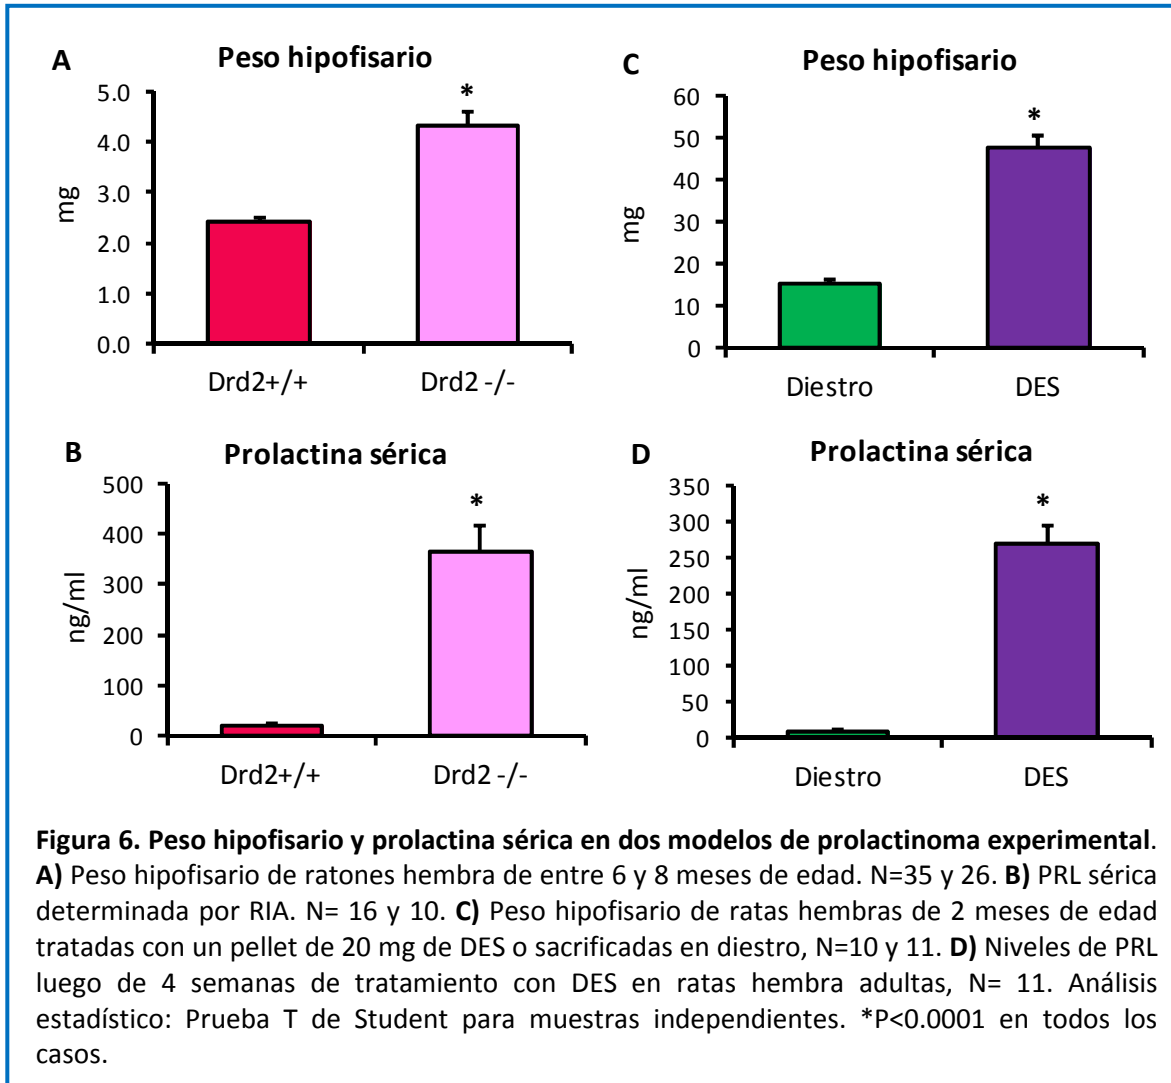 A
Peso hipofisario
*
5.0
4.0
3.0
2.0
1.0
0.0
mg
Drd2+/+ Drd2 -/-
C
Peso hipofisario
*
60
50
40
30
20
10
0
mg
Diestro DES
B
Prolactina sérica
*
500
400
300
200
100
0
ng/ml
Drd2+/+ Drd2 -/-
D
Prolactina sérica
*
350
300
250
200
150
100
50
0
ng/ml
Diestro DES
Figura 6. Peso hipofisario y prolactina sérica en dos modelos de prolactinoma experimental.
A) Peso hipofisario de ratones hembra de entre 6 y 8 meses de edad. N=35 y 26. B) PRL sérica
determinada por RIA. N= 16 y 10. C) Peso hipofisario de ratas hembras de 2 meses de edad
tratadas con un pellet de 20 mg de DES o sacrificadas en diestro, N=10 y 11. D) Niveles de PRL
luego de 4 semanas de tratamiento con DES en ratas hembra adultas, N= 11. Análisis
estadístico: Prueba T de Student para muestras independientes. *P<0.0001 en todos los
casos.